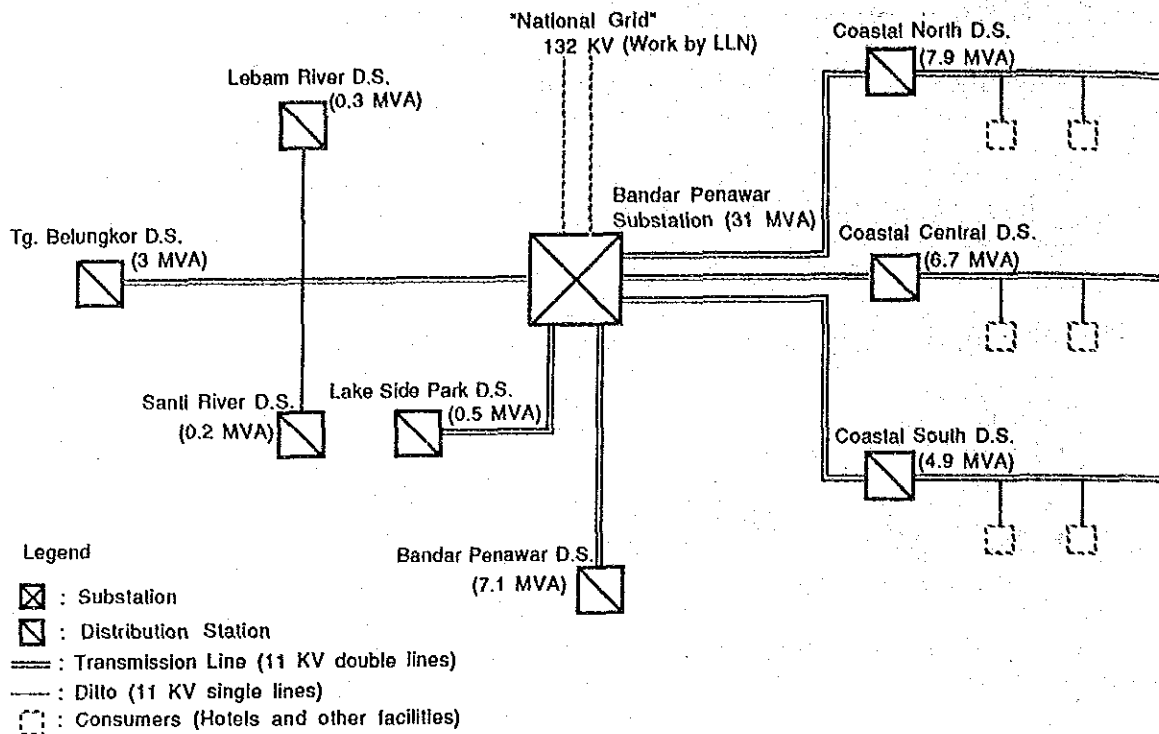 "National Grid"
132 KV (Work by LLN)
Coastal North D.S.
(7.9 MVA)
Lebam River D.S.
(0.3 MVA)
Bandar Penawar
Substation (31 MVA)
Tg. Belungkor D.S.
(3 MVA)
Coastal Central D.S.
(6.7 MVA)
Santi River D.S.
(0.2 MVA)
Lake Side Park D.S.
(0.5 MVA)
Coastal South D.S.
(4.9 MVA)
Bandar Penawar D.S.
(7.1 MVA)
Legend
: Substation
: Distribution Station
: Transmission Line (11 KV double lines)
: Ditto (11 KV single lines)
: Consumers (Hotels and other facilities)